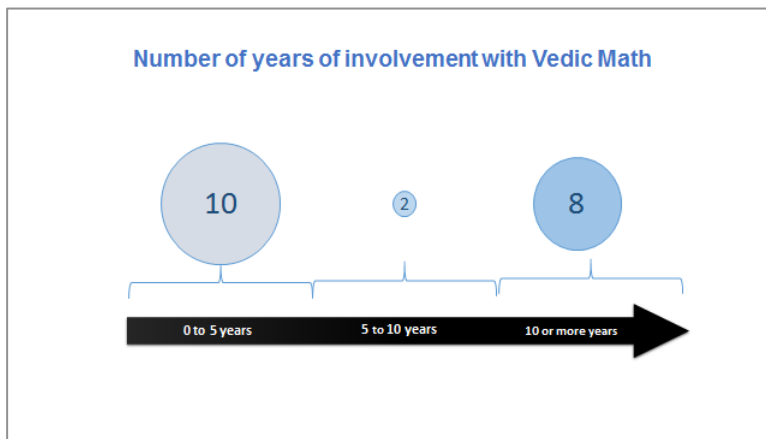 Number of years of involvement with Vedic Math
10
2
8
0 to 5 years
5 to 10 years
10 or more years